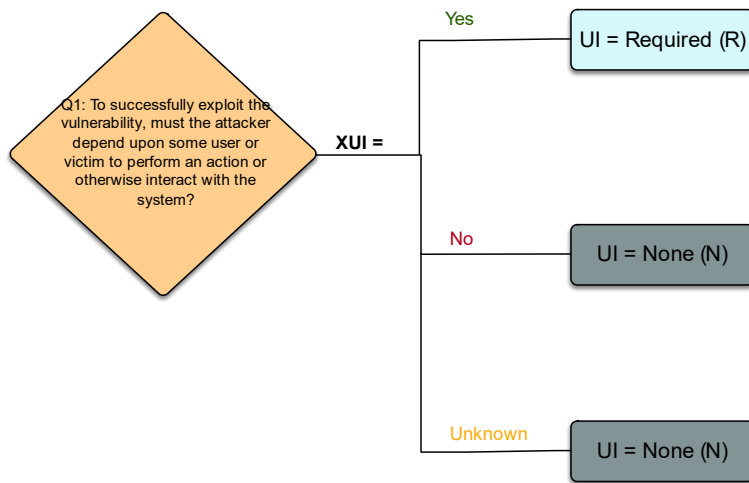 Yes
UI = Required (R)
Q1: To successfully exploit the
vulnerability, must the attacker
depend upon some user or
victim to perform an action or
otherwise interact with the
system?
XUI =
No
UI = None (N)
Unknown
UI = None (N)